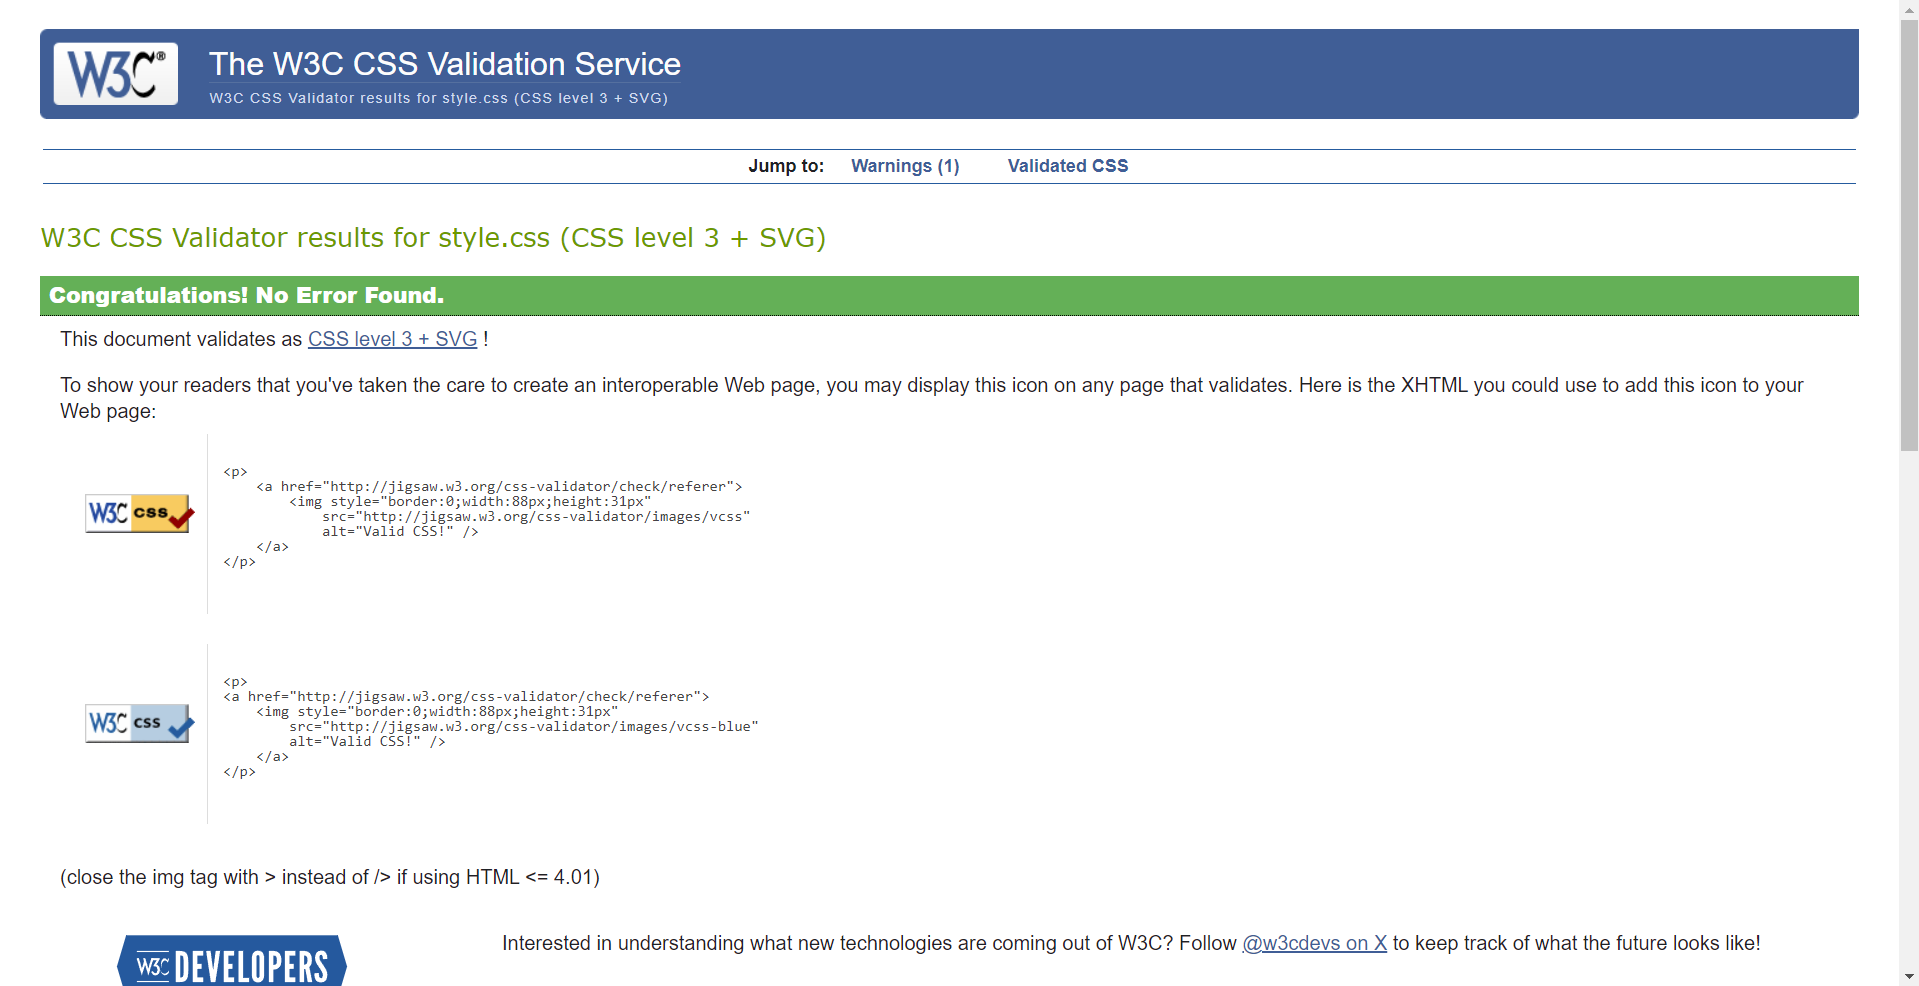 W3C®
The W3C CSS Validation Service
W3C CSS Validator results for style.css (CSS level 3 + SVG)
Jump to: Warnings (1) Validated CSS
W3C CSS Validator results for style.css (CSS level 3 + SVG)
Congratulations! No Error Found.
This document validates as CSS level 3 + SVG !
To show your readers that you've taken the care to create an interoperable Web page, you may display this icon on any page that validates. Here is the XHTML you could use to add this icon to your
Web page:
W3C css
<p>
    <a href="http://jigsaw.w3.org/css-validator/check/referer">
        <img style="border:0;width:88px;height:31px"
            src="http://jigsaw.w3.org/css-validator/images/vcss"
            alt="Valid CSS!" />
    </a>
</p>
W3C css
<p>
<a href="http://jigsaw.w3.org/css-validator/check/referer">
    <img style="border:0;width:88px;height:31px"
        src="http://jigsaw.w3.org/css-validator/images/vcss-blue"
        alt="Valid CSS!" />
    </a>
</p>
(close the img tag with > instead of /> if using HTML <= 4.01)
W3C DEVELOPERS
Interested in understanding what new technologies are coming out of W3C? Follow @w3cdevs on X to keep track of what the future looks like!